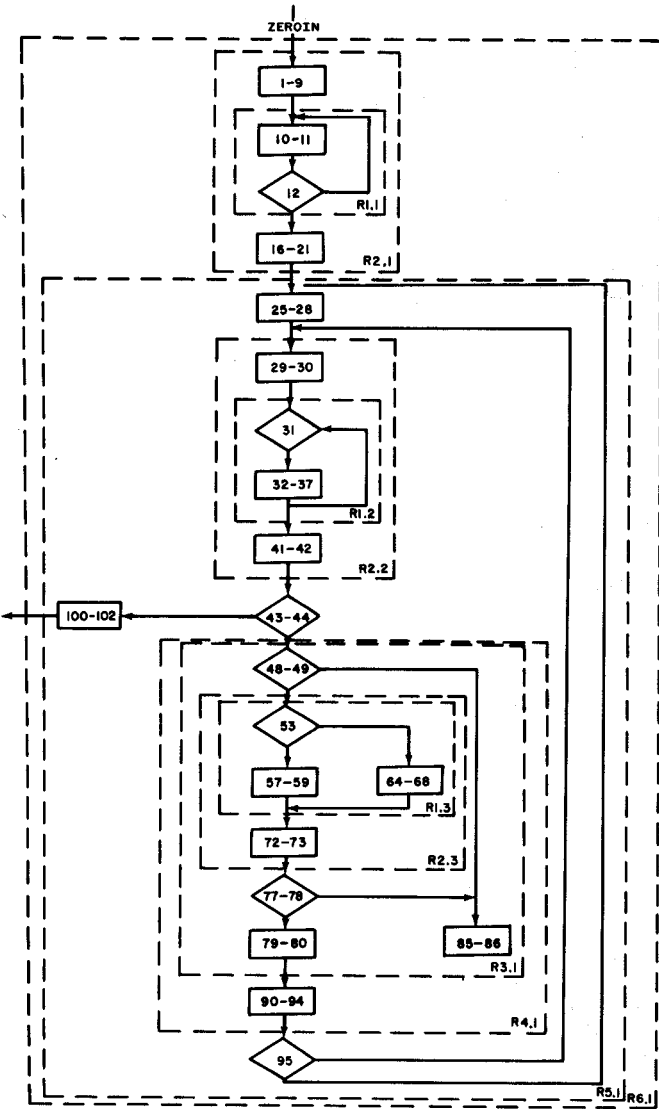 ZEROIN
1-9
10-11
12
R1.1
16-21
R2.1
25-28
29-30
31
32-37
R1.2
41-42
R2.2
100-102
43-44
48-49
53
57-59
64-68
R1.3
72-73
R2.3
77-78
79-80
85-86
R3.1
90-94
R4.1
95
R5.1
R6.1